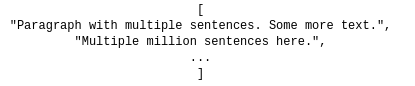 [
"Paragraph with multiple sentences. Some more text.",
"Multiple million sentences here.",
...
]